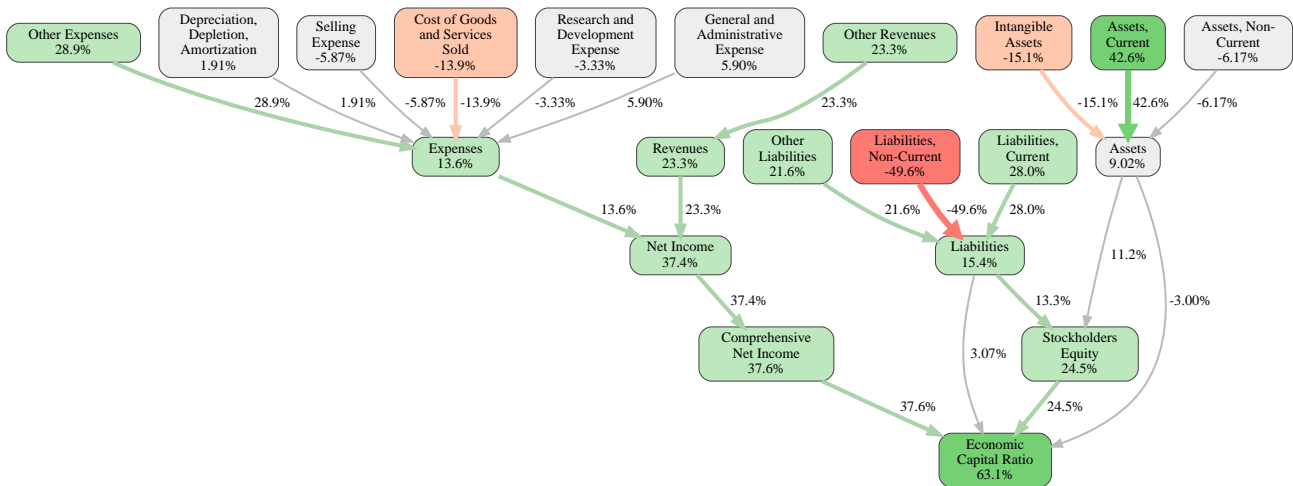 Other Expenses
28.9%
Depreciation,
Depletion,
Amortization
1.91%
Selling
Expense
-5.87%
Cost of Goods
and Services
Sold
-13.9%
Research and
Development
Expense
-3.33%
General and
Administrative
Expense
5.90%
Other Revenues
23.3%
Intangible
Assets
-15.1%
Assets,
Current
42.6%
Assets, Non-
Current
-6.17%
28.9%
1.91%
-5.87%
-13.9%
-3.33%
5.90%
23.3%
-15.1%
42.6%
-6.17%
Expenses
13.6%
Revenues
23.3%
Other
Liabilities
21.6%
Liabilities,
Non-Current
-49.6%
Liabilities,
Current
28.0%
Assets
9.02%
13.6%
23.3%
21.6%
-49.6%
28.0%
Net Income
37.4%
Liabilities
15.4%
11.2%
37.4%
13.3%
-3.00%
Comprehensive
Net Income
37.6%
3.07%
Stockholders
Equity
24.5%
37.6%
24.5%
Economic
Capital Ratio
63.1%